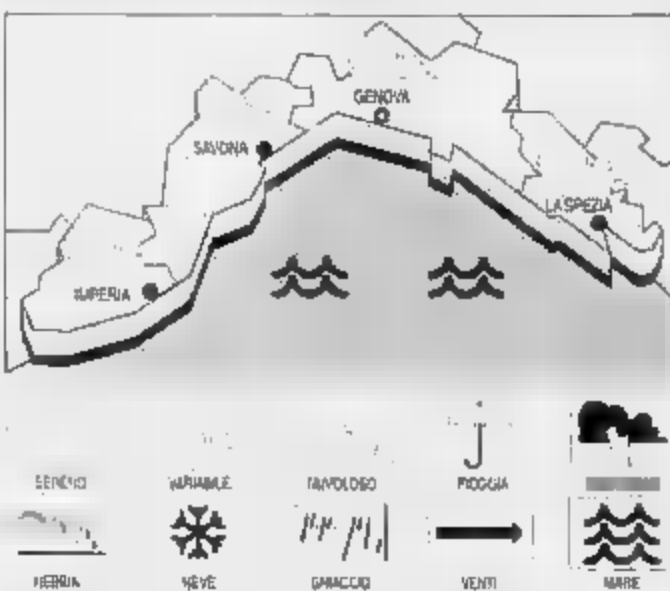 GENOVA
SAVONA
LA SPEZIA
IMPERIA
SERENO
VARIABILE
NUVOLOSO
PIOGGIA
NEBBIA
NEVE
GHIACCIO
VENTI
MARE